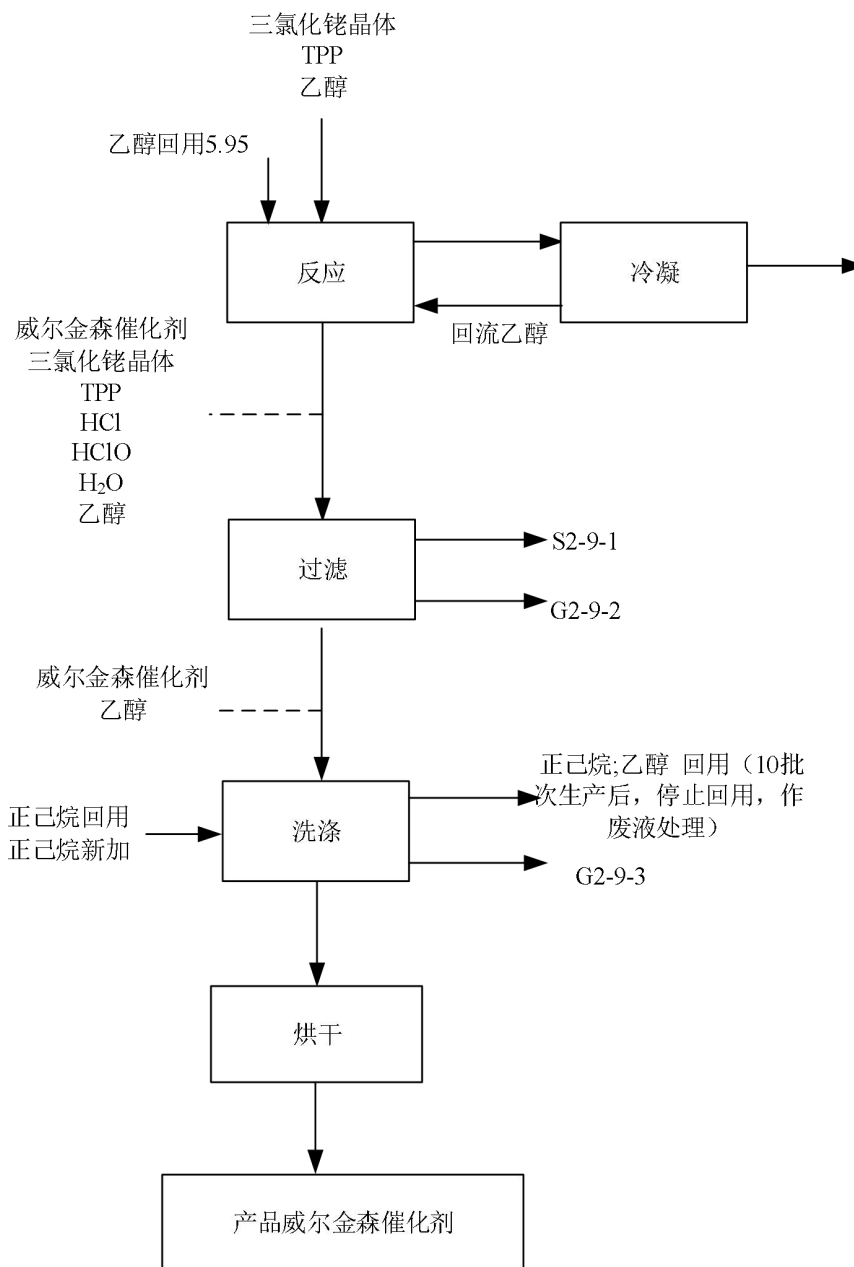 三氯化铑晶体
TPP
乙醇
乙醇回用5.95
反应
冷凝
回流乙醇
威尔金森催化剂
三氯化铑晶体
TPP
HCl
HClO
H₂O
乙醇
过滤
S2-9-1
G2-9-2
威尔金森催化剂
乙醇
正己烷;乙醇 回用（10批
次生产后，停止回用，作
废液处理）
正己烷回用
正己烷新加
洗涤
G2-9-3
烘干
产品威尔金森催化剂